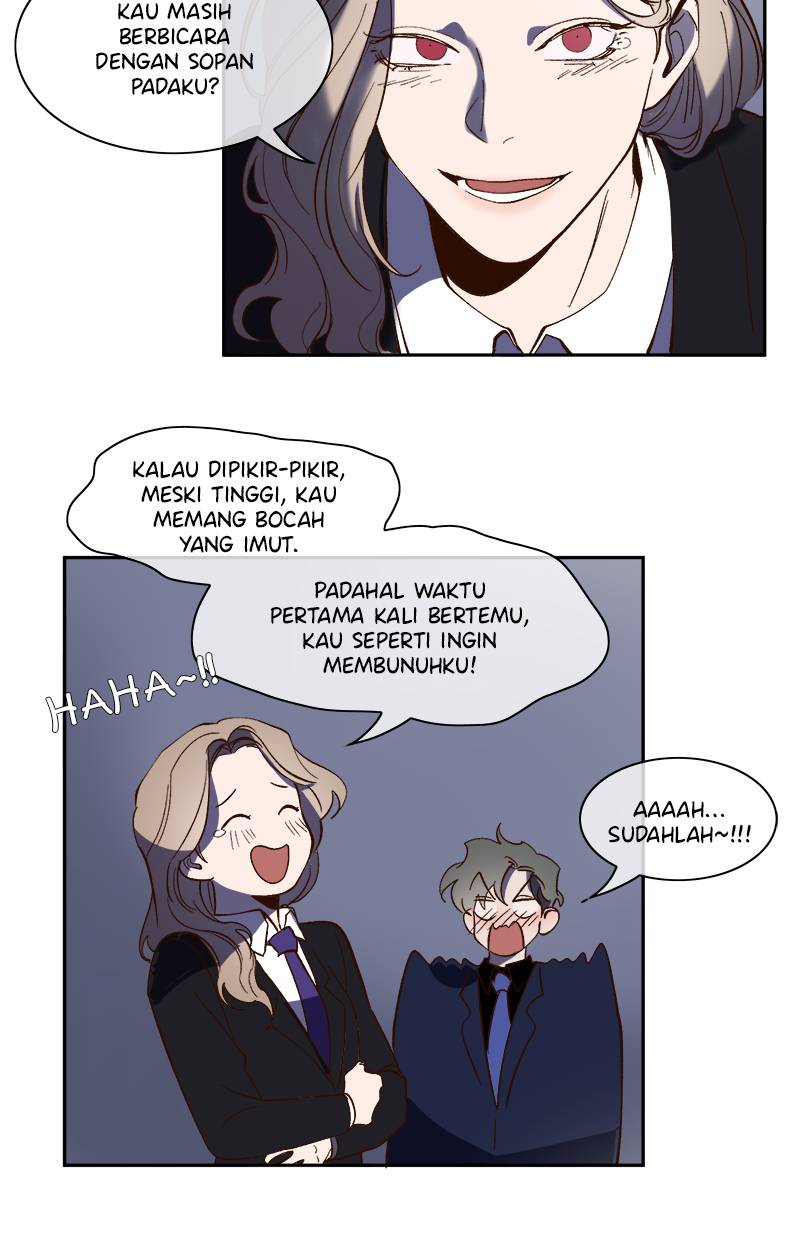 KAU MASIH
BERBICARA
DENGAN SOPAN
PADAKU?
KALAU DIPIKIR-PIKIR,
MESKI TINGGI, KAU
MEMANG BOCAH
YANG IMUT.
PADAHAL WAKTU
PERTAMA KALI BERTEMU,
KAU SEPERTI INGIN
MEMBUNUHKU!
HAHA~!!
AAAAH...
SUDAHLAH~!!!